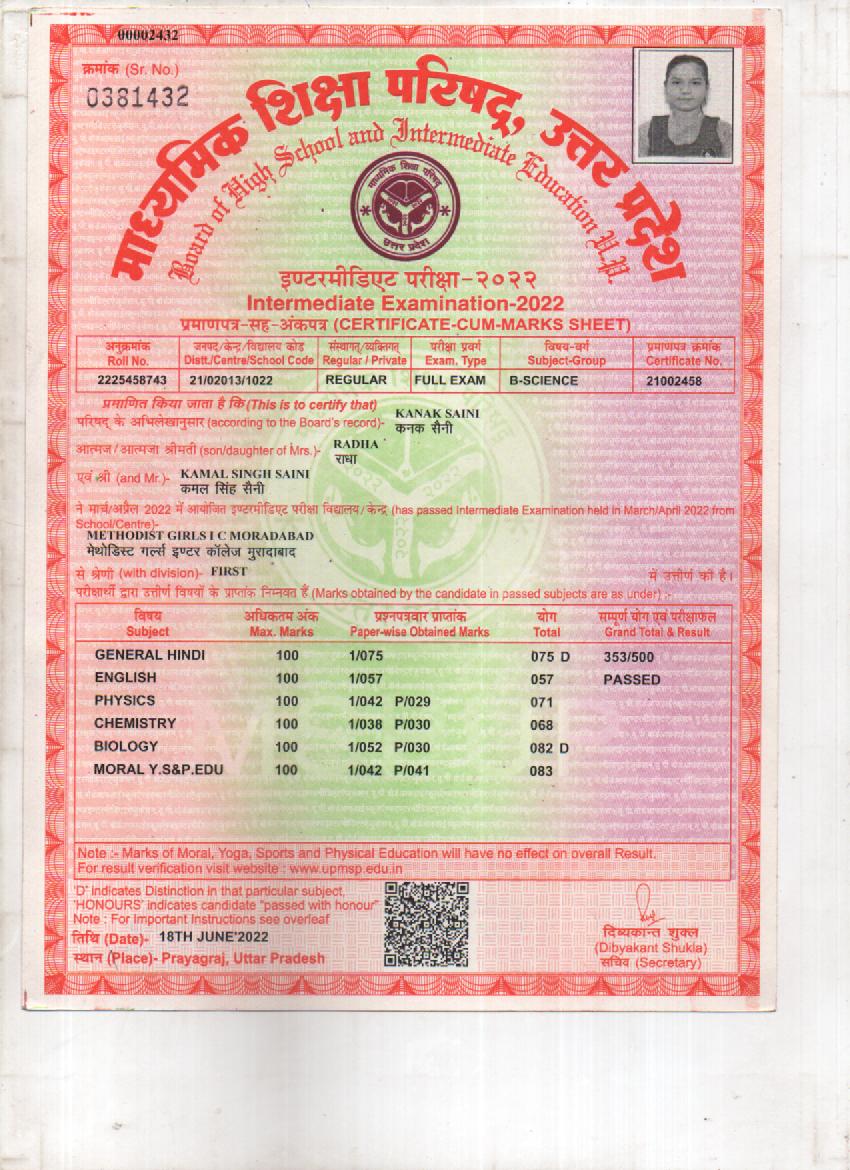 00002432
क्रमांक (Sr. No.)
0381432
माध्यमिक शिक्षा परिषद्, उत्तर प्रदेश
Board of High School and Intermediate Education U.P.
माध्यमिक शिक्षा परिषद्
उत्तर प्रदेश
इण्टरमीडिएट परीक्षा-२०२२
Intermediate Examination-2022
प्रमाणपत्र-सह-अंकपत्र (CERTIFICATE-CUM-MARKS SHEET)
अनुक्रमांक जनपद/केन्द्र/विद्यालय कोड संस्थागत/व्यक्तिगत परीक्षा प्रवर्ग विषय-वर्ग प्रमाणपत्र क्रमांक
Roll No. Distt./Centre/School Code Regular / Private Exam. Type Subject-Group Certificate No.
2225458743 21/02013/1022 REGULAR FULL EXAM B-SCIENCE 21002458
प्रमाणित किया जाता है कि (This is to certify that)
परिषद् के अभिलेखानुसार (according to the Board's record)- KANAK SAINI
कनक सैनी
आत्मज/आत्मजा श्रीमती (son/daughter of Mrs.)- RADHA
राधा
एवं श्री (and Mr.)- KAMAL SINGH SAINI
कमल सिंह सैनी
ने मार्च/अप्रैल 2022 में आयोजित इण्टरमीडिएट परीक्षा विद्यालय/केन्द्र (has passed Intermediate Examination held in March/April 2022 from
School/Centre)-
METHODIST GIRLS I C MORADABAD
मेथोडिस्ट गर्ल्स इण्टर कॉलेज मुरादाबाद
से श्रेणी (with division)- FIRST में उत्तीर्ण की है।
परीक्षार्थी द्वारा उत्तीर्ण विषयों के प्राप्तांक निम्नवत हैं (Marks obtained by the candidate in passed subjects are as under) :-
विषय अधिकतम अंक प्रश्नपत्रवार प्राप्तांक योग सम्पूर्ण योग एवं परीक्षाफल
Subject Max. Marks Paper-wise Obtained Marks Total Grand Total & Result
GENERAL HINDI 100 1/075 075 D 353/500
ENGLISH 100 1/057 057 PASSED
PHYSICS 100 1/042 P/029 071
CHEMISTRY 100 1/038 P/030 068
BIOLOGY 100 1/052 P/030 082 D
MORAL Y.S&P.EDU 100 1/042 P/041 083
Note :- Marks of Moral, Yoga, Sports and Physical Education will have no effect on overall Result.
For result verification visit website : www.upmsp.edu.in
'D' indicates Distinction in that particular subject.
'HONOURS' indicates candidate "passed with honour"
Note : For Important Instructions see overleaf
तिथि (Date)- 18TH JUNE'2022
स्थान (Place)- Prayagraj, Uttar Pradesh
दिव्यकान्त शुक्ल
(Dibyakant Shukla)
सचिव (Secretary)